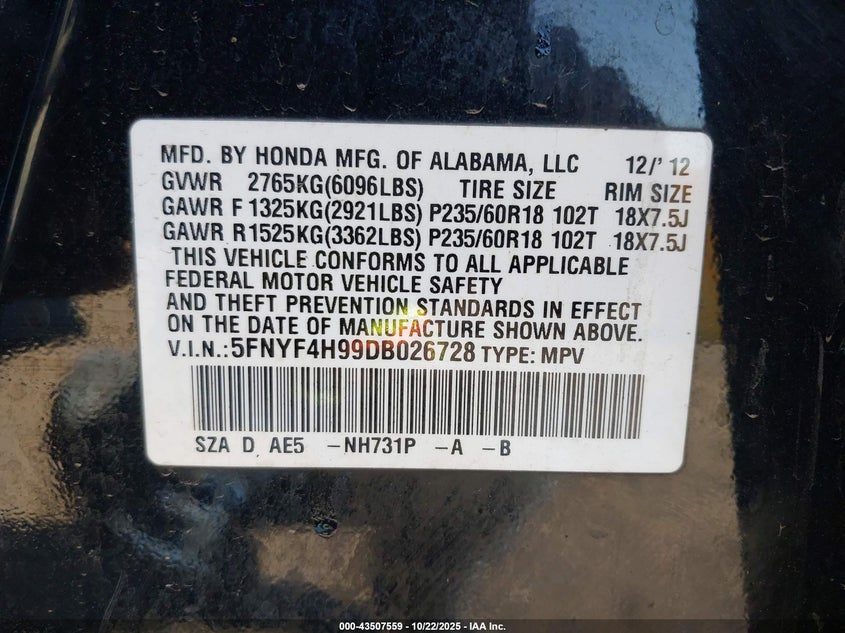 MFD. BY HONDA MFG. OF ALABAMA, LLC 12/' 12
GVWR 2765KG(6096LBS) TIRE SIZE RIM SIZE
GAWR F 1325KG(2921LBS) P235/60R18 102T 18X7.5J
GAWR R1525KG(3362LBS) P235/60R18 102T 18X7.5J
THIS VEHICLE CONFORMS TO ALL APPLICABLE
FEDERAL MOTOR VEHICLE SAFETY
AND THEFT PREVENTION STANDARDS IN EFFECT
ON THE DATE OF MANUFACTURE SHOWN ABOVE.
V.I.N.:5FNYF4H99DB026728 TYPE: MPV
SZA D AE5 -NH731P -A -B
000-43507559 | 10/22/2025 - IAA Inc.